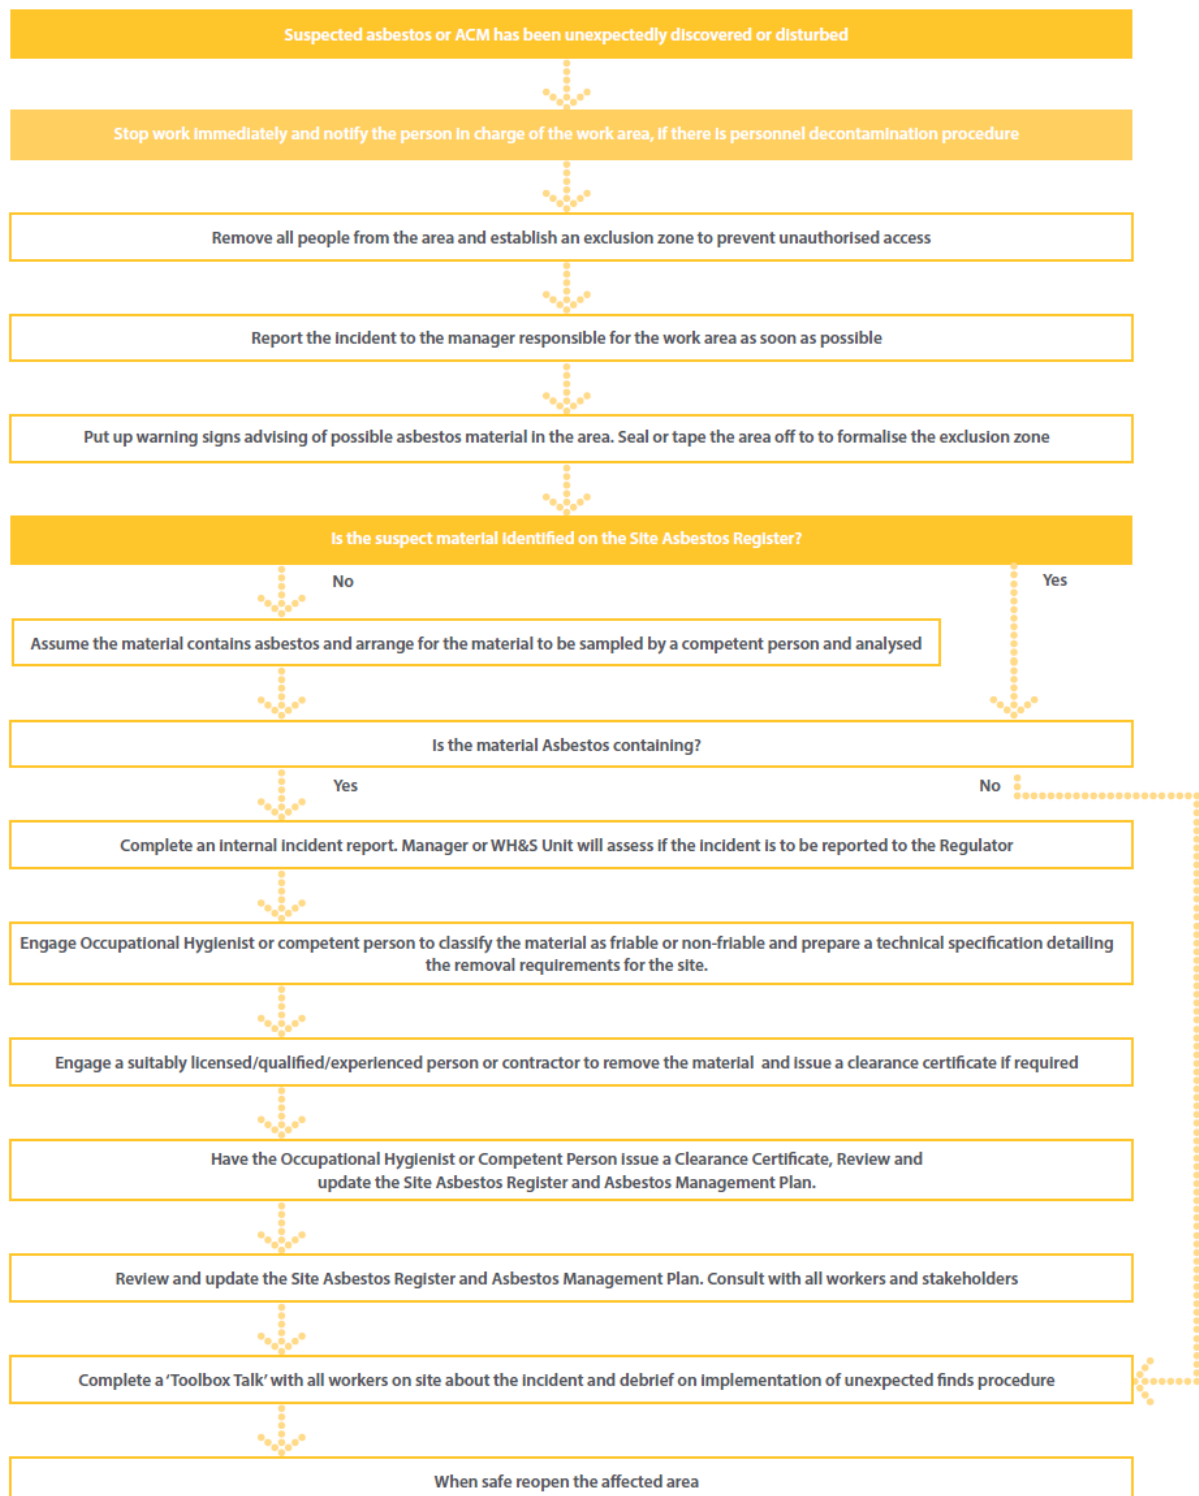 Suspected asbestos or ACM has been unexpectedly discovered or disturbed
Stop work immediately and notify the person in charge of the work area, if there is personnel decontamination procedure
Remove all people from the area and establish an exclusion zone to prevent unauthorised access
Report the incident to the manager responsible for the work area as soon as possible
Put up warning signs advising of possible asbestos material in the area. Seal or tape the area off to to formalise the exclusion zone
Is the suspect material identified on the Site Asbestos Register?
No
Yes
Assume the material contains asbestos and arrange for the material to be sampled by a competent person and analysed
Is the material Asbestos containing?
Yes
No
Complete an internal incident report. Manager or WH&S Unit will assess if the incident is to be reported to the Regulator
Engage Occupational Hygienist or competent person to classify the material as friable or non-friable and prepare a technical specification detailing
the removal requirements for the site.
Engage a suitably licensed/qualified/experienced person or contractor to remove the material and issue a clearance certificate if required
Have the Occupational Hygienist or Competent Person issue a Clearance Certificate, Review and
update the Site Asbestos Register and Asbestos Management Plan.
Review and update the Site Asbestos Register and Asbestos Management Plan. Consult with all workers and stakeholders
Complete a 'Toolbox Talk' with all workers on site about the incident and debrief on implementation of unexpected finds procedure
When safe reopen the affected area